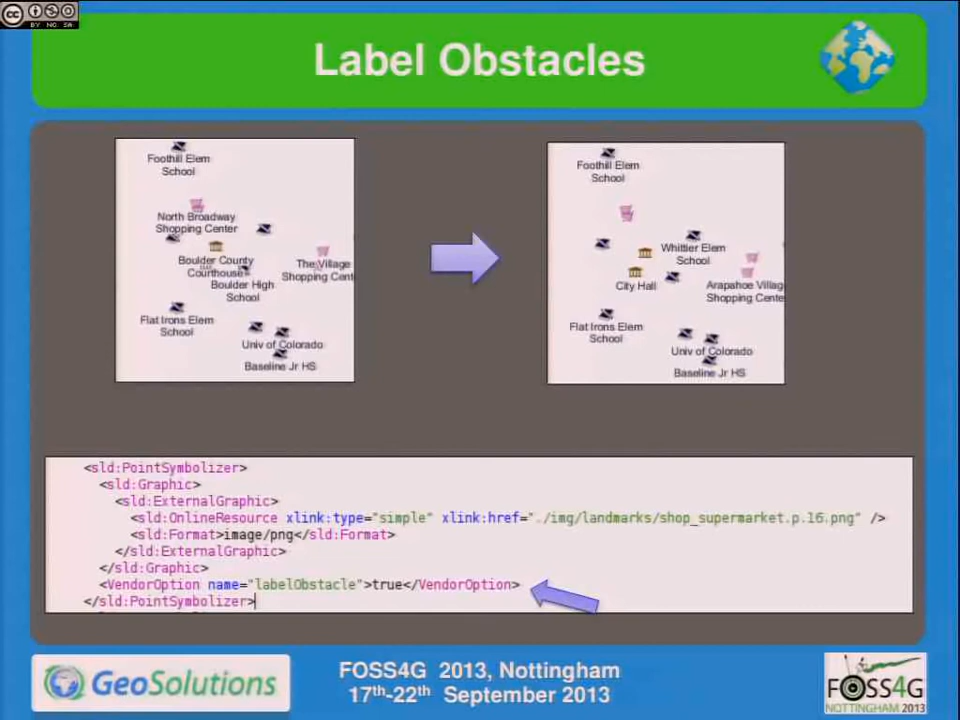 cc
BY NC SA
Label Obstacles
Foothill Elem
School
North Broadway
Shopping Center
Boulder County
Courthouse
Boulder High
School
The Village
Shopping Cent
Flat Irons Elem
School
Univ of Colorado
Baseline Jr HS
Foothill Elem
School
Whittier Elem
School
City Hall
Arapahoe Villag
Shopping Cente
Flat Irons Elem
School
Univ of Colorado
Baseline Jr HS
<sld:PointSymbolizer>
<sld:Graphic>
<sld:ExternalGraphic>
<sld:OnlineResource xlink:type="simple" xlink:href="./img/landmarks/shop_supermarket.p.16.png" />
<sld:Format>image/png</sld:Format>
</sld:ExternalGraphic>
</sld:Graphic>
<VendorOption name="labelObstacle">true</VendorOption>
</sld:PointSymbolizer>
GeoSolutions
FOSS4G 2013, Nottingham
17th-22th September 2013
FOSS4G
NOTTINGHAM 2013